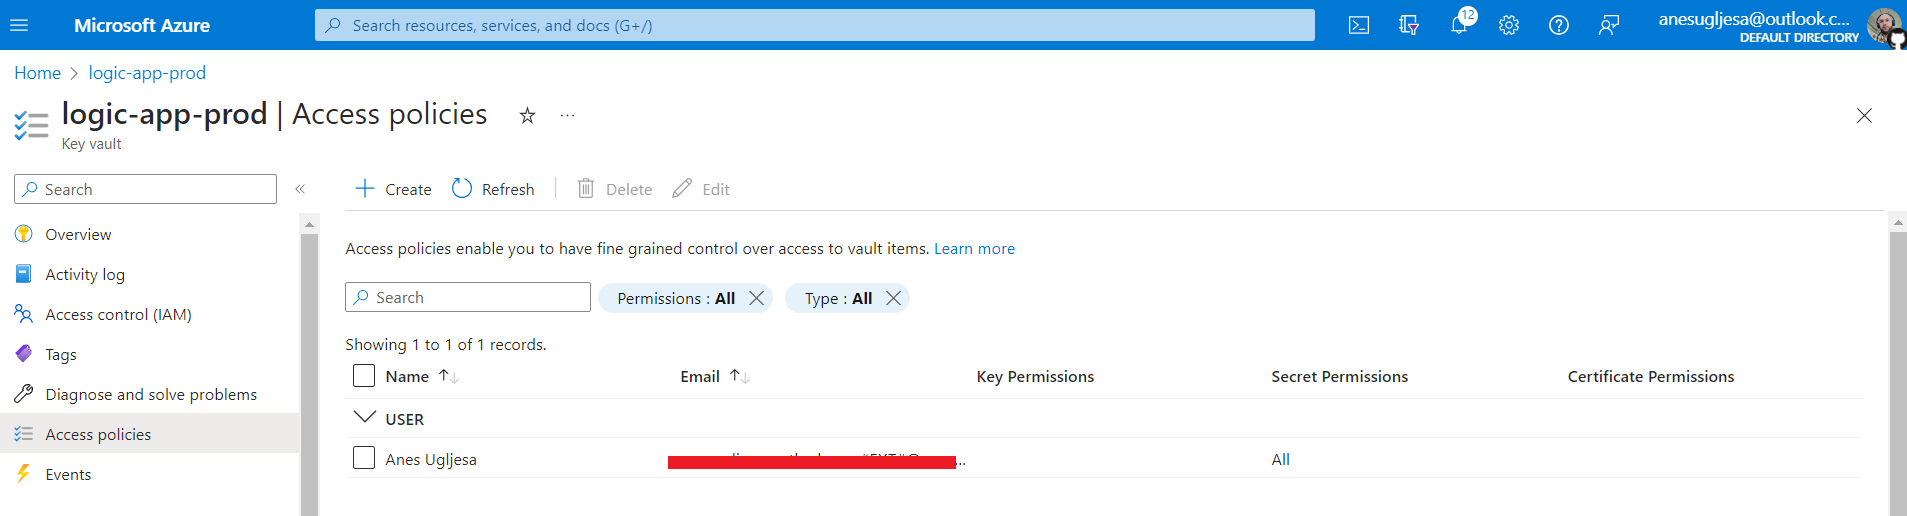 Microsoft Azure
Search resources, services, and docs (G+/)
12
anesugljesa@outlook.c...
DEFAULT DIRECTORY
Home > logic-app-prod
logic-app-prod | Access policies ...
Key vault
Search «
Overview
Activity log
Access control (IAM)
Tags
Diagnose and solve problems
Access policies
Events
Create Refresh Delete Edit
Access policies enable you to have fine grained control over access to vault items. Learn more
Search Permissions : All Type : All
Showing 1 to 1 of 1 records.
Name ↑↓ Email ↑↓ Key Permissions Secret Permissions Certificate Permissions
USER
Anes Ugljesa ... All